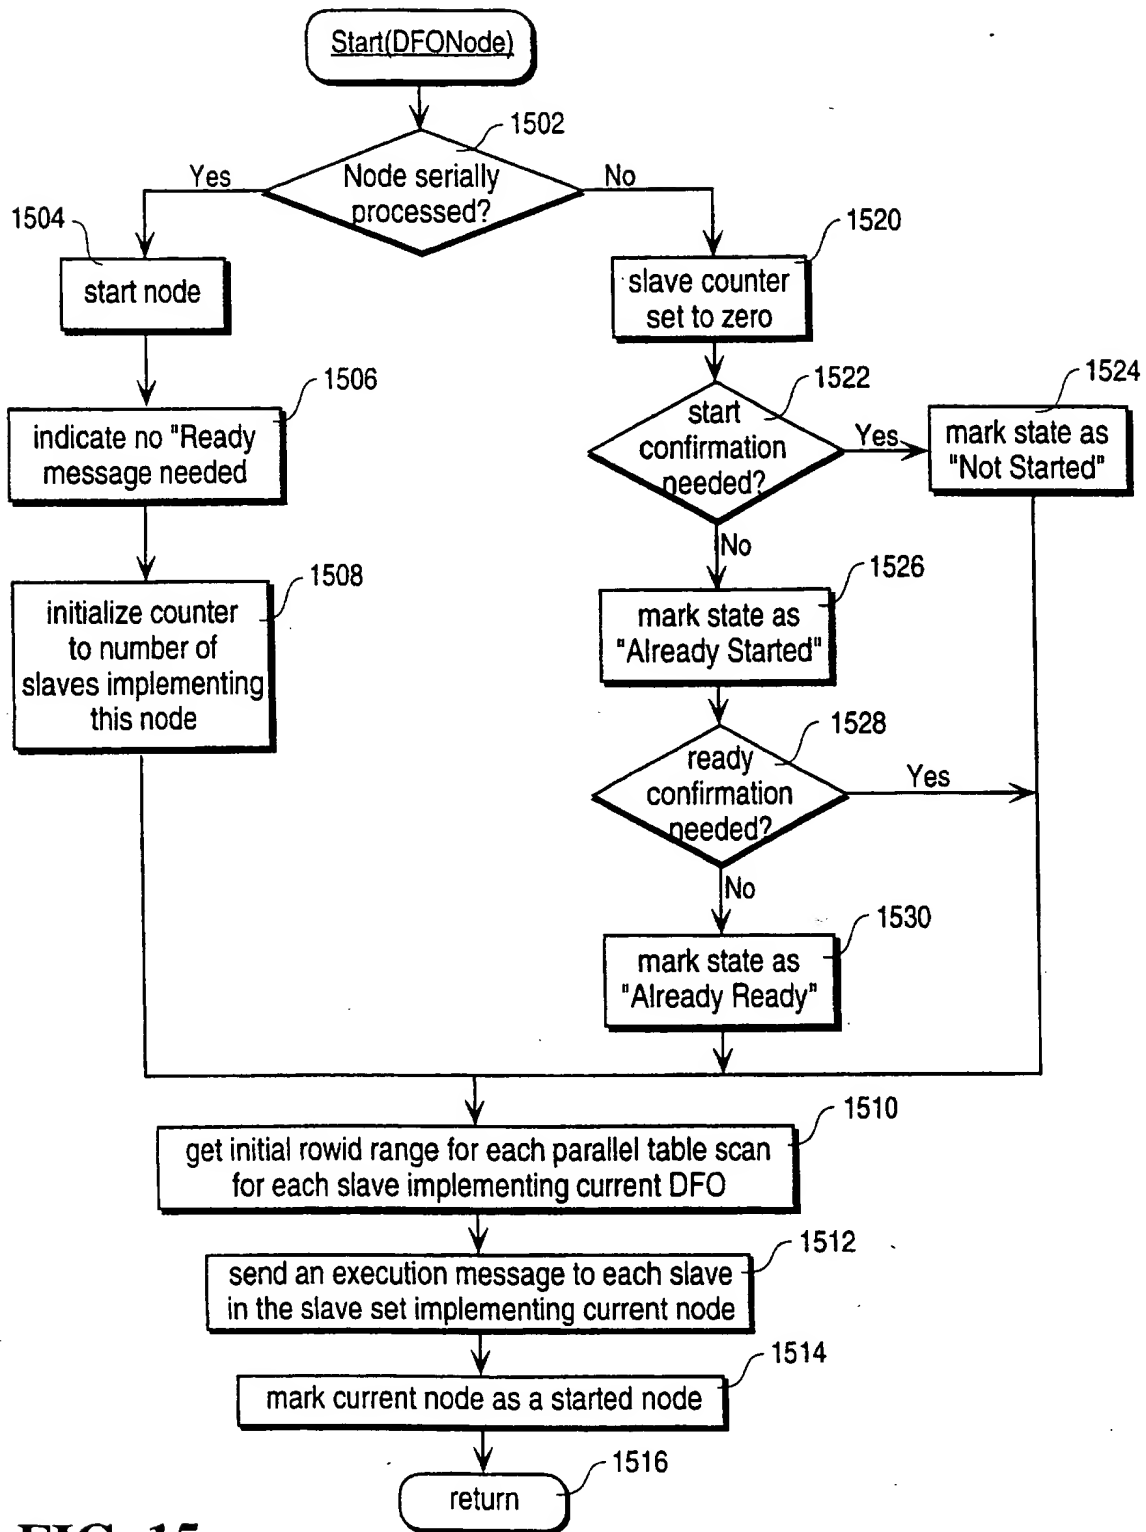 Start(DFONode)
1502
Node serially
processed?
Yes
No
1504
start node
1520
slave counter
set to zero
1506
indicate no "Ready
message needed
1522
start
confirmation
needed?
Yes
1524
mark state as
"Not Started"
No
1508
initialize counter
to number of
slaves implementing
this node
1526
mark state as
"Already Started"
1528
ready
confirmation
needed?
Yes
No
1530
mark state as
"Already Ready"
1510
get initial rowid range for each parallel table scan
for each slave implementing current DFO
1512
send an execution message to each slave
in the slave set implementing current node
1514
mark current node as a started node
1516
return
FIG. 15